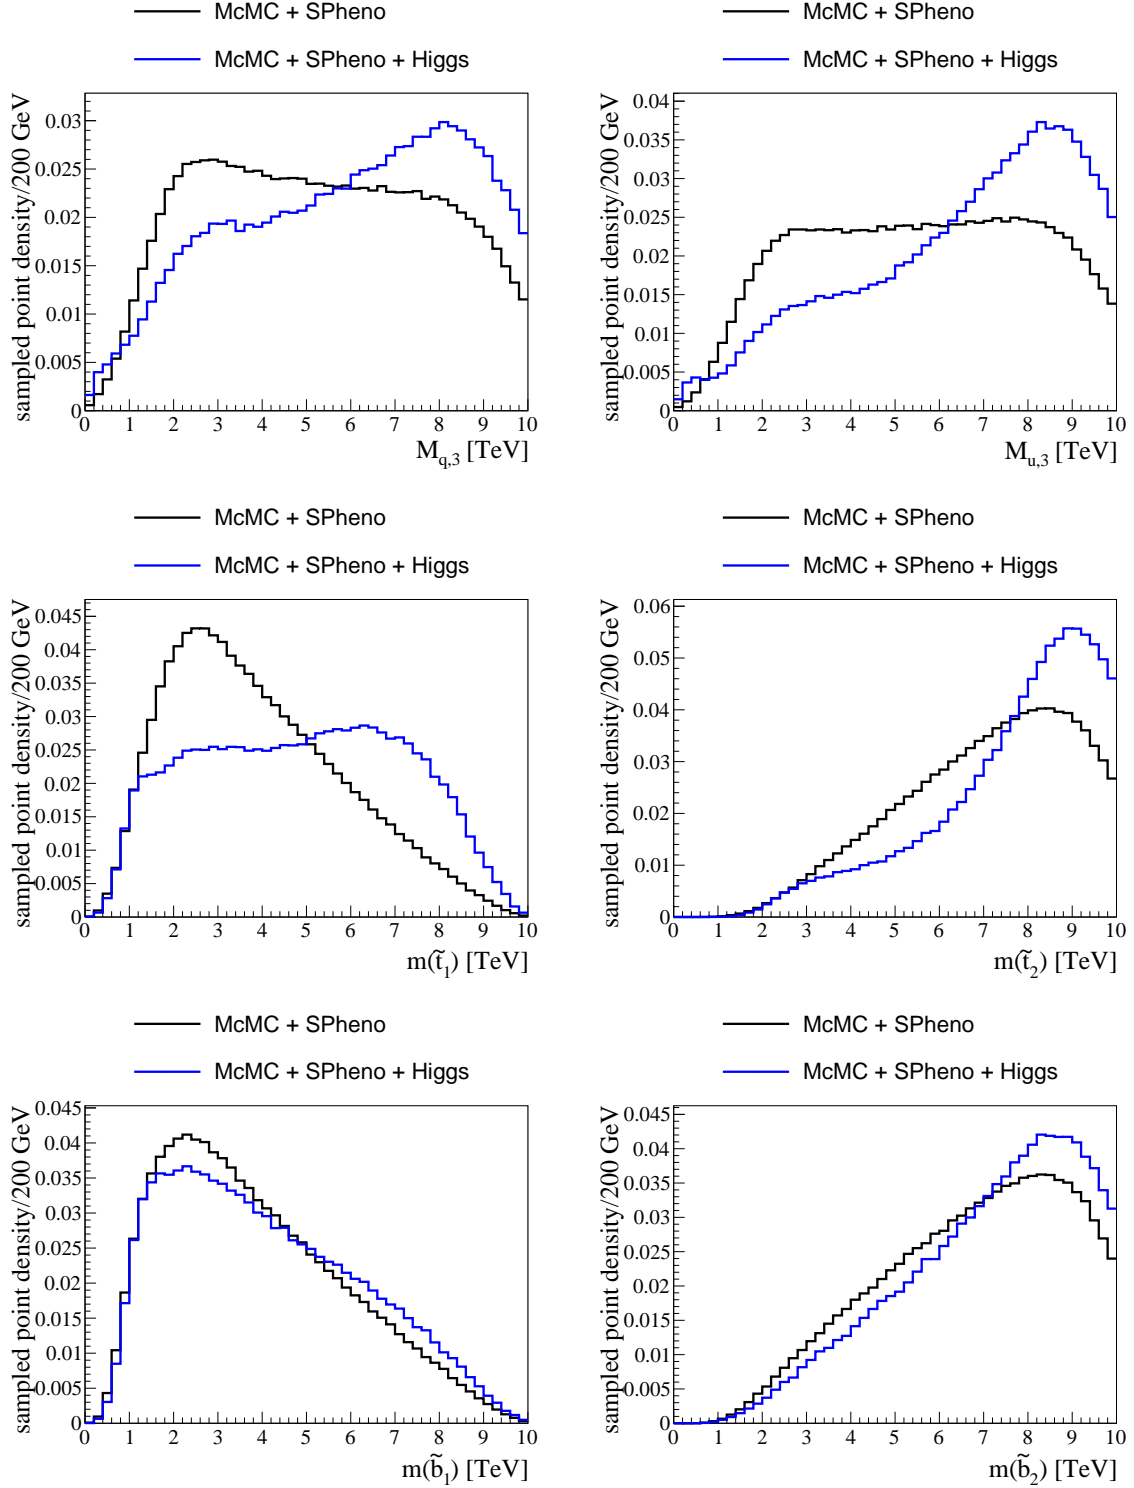 McMC + SPheno
McMC + SPheno + Higgs
sampled point density/200 GeV
0.03
0.025
0.02
0.015
0.01
0.005
0
0 1 2 3 4 5 6 7 8 9 10
M_q,3 [TeV]
McMC + SPheno
McMC + SPheno + Higgs
sampled point density/200 GeV
0.04
0.035
0.03
0.025
0.02
0.015
0.01
0.005
0
0 1 2 3 4 5 6 7 8 9 10
M_u,3 [TeV]
McMC + SPheno
McMC + SPheno + Higgs
sampled point density/200 GeV
0.045
0.04
0.035
0.03
0.025
0.02
0.015
0.01
0.005
0
0 1 2 3 4 5 6 7 8 9 10
m(t̃_1) [TeV]
McMC + SPheno
McMC + SPheno + Higgs
sampled point density/200 GeV
0.06
0.05
0.04
0.03
0.02
0.01
0
0 1 2 3 4 5 6 7 8 9 10
m(t̃_2) [TeV]
McMC + SPheno
McMC + SPheno + Higgs
sampled point density/200 GeV
0.045
0.04
0.035
0.03
0.025
0.02
0.015
0.01
0.005
0
0 1 2 3 4 5 6 7 8 9 10
m(b̃_1) [TeV]
McMC + SPheno
McMC + SPheno + Higgs
sampled point density/200 GeV
0.045
0.04
0.035
0.03
0.025
0.02
0.015
0.01
0.005
0
0 1 2 3 4 5 6 7 8 9 10
m(b̃_2) [TeV]